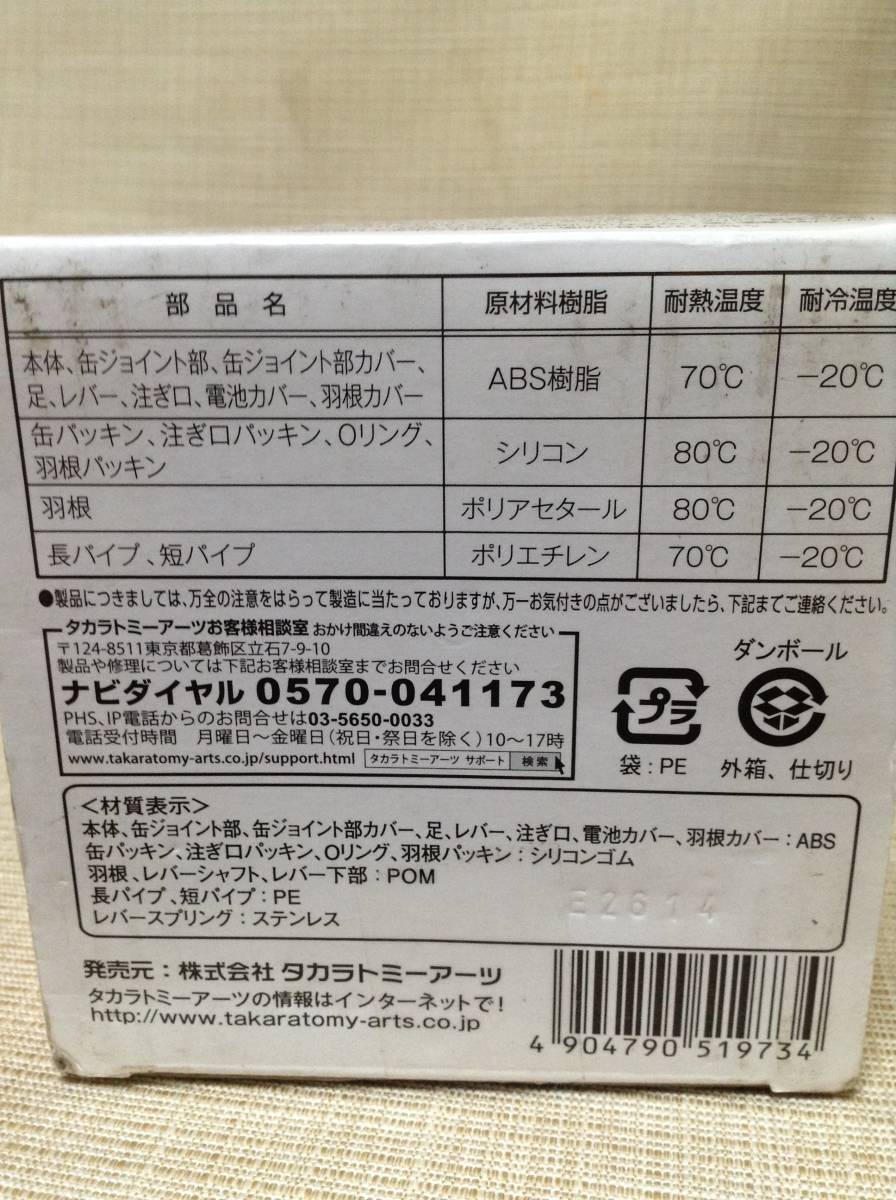 部品名 原材料樹脂 耐熱温度 耐冷温度
本体、缶ジョイント部、缶ジョイント部カバー、
足、レバー、注ぎ口、電池カバー、羽根カバー ABS樹脂 70℃ −20℃
缶パッキン、注ぎ口パッキン、Oリング、
羽根パッキン シリコン 80℃ −20℃
羽根 ポリアセタール 80℃ −20℃
長パイプ、短パイプ ポリエチレン 70℃ −20℃
●製品につきましては、万全の注意をはらって製造に当たっておりますが、万一お気付きの点がございましたら、下記までご連絡ください。
タカラトミーアーツお客様相談室 おかけ間違えのないようご注意ください
〒124-8511東京都葛飾区立石7-9-10
製品や修理については下記お客様相談室までお問合せください
ナビダイヤル 0570-041173
PHS、IP電話からのお問合せは03-5650-0033
電話受付時間 月曜日〜金曜日(祝日・祭日を除く)10〜17時
www.takaratomy-arts.co.jp/support.html タカラトミーアーツ サポート 検索
プラ
袋:PE
ダンボール
外箱、仕切り
<材質表示>
本体、缶ジョイント部、缶ジョイント部カバー、足、レバー、注ぎ口、電池カバー、羽根カバー:ABS
缶パッキン、注ぎ口パッキン、Oリング、羽根パッキン:シリコンゴム
羽根、レバーシャフト、レバー下部:POM
長パイプ、短パイプ:PE
レバースプリング:ステンレス
E2614
発売元:株式会社 タカラトミーアーツ
タカラトミーアーツの情報はインターネットで!
http://www.takaratomy-arts.co.jp
4 904790 519734